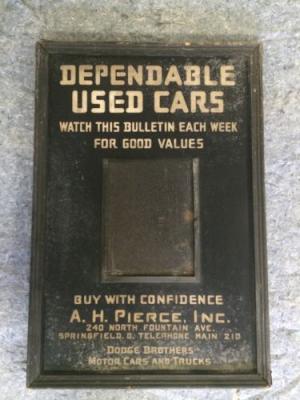 DEPENDABLE
USED CARS
WATCH THIS BULLETIN EACH WEEK
FOR GOOD VALUES
BUY WITH CONFIDENCE
A. H. PIERCE, INC.
240 NORTH FOUNTAIN AVE.
SPRINGFIELD, O. TELEPHONE MAIN 210
DODGE BROTHERS
MOTOR CARS AND TRUCKS